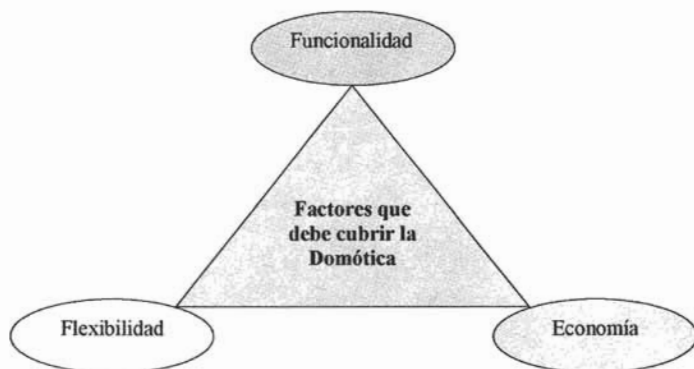 Funcionalidad
Factores que
debe cubrir la
Domótica
Flexibilidad
Economía